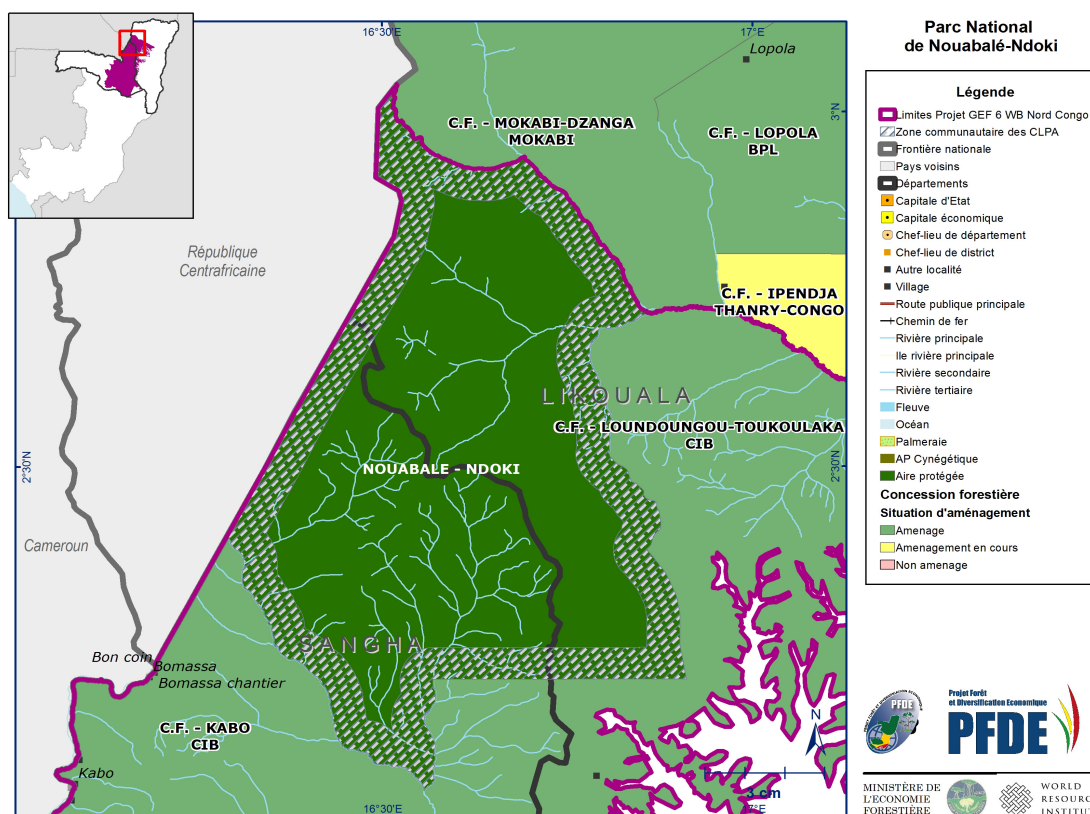 Parc National
de Nouabalé-Ndoki
16°30'E
17°E
Lopola
3°N
C.F. - MOKABI-DZANGA
MOKABI
C.F. - LOPOLA
BPL
République
Centrafricaine
C.F. - IPENDJA
THANRY-CONGO
LIKOUALA
C.F. - LOUNDOUNGOU-TOUKOULAKA
CIB
2°30'N
NOUABALE - NDOKI
2°30'N
Cameroun
SANGHA
Bon coin
Bomassa
Bomassa chantier
C.F. - KABO
CIB
Kabo
N
3 cm
16°30'E
17°E
Légende
Limites Projet GEF 6 WB Nord Congo
Zone communautaire des CLPA
Frontière nationale
Pays voisins
Départements
Capitale d'Etat
Capitale économique
Chef-lieu de département
Chef-lieu de district
Autre localité
Village
Route publique principale
Chemin de fer
Rivière principale
Ile rivière principale
Rivière secondaire
Rivière tertiaire
Fleuve
Océan
Palmeraie
AP Cynégétique
Aire protégée
Concession forestière
Situation d'aménagement
Amenage
Amenagement en cours
Non amenage
PFDE
Projet Forêt
et Diversification Economique
PFDE
MINISTÈRE DE
L'ECONOMIE
FORESTIÈRE
WORLD
RESOU
INSTITU